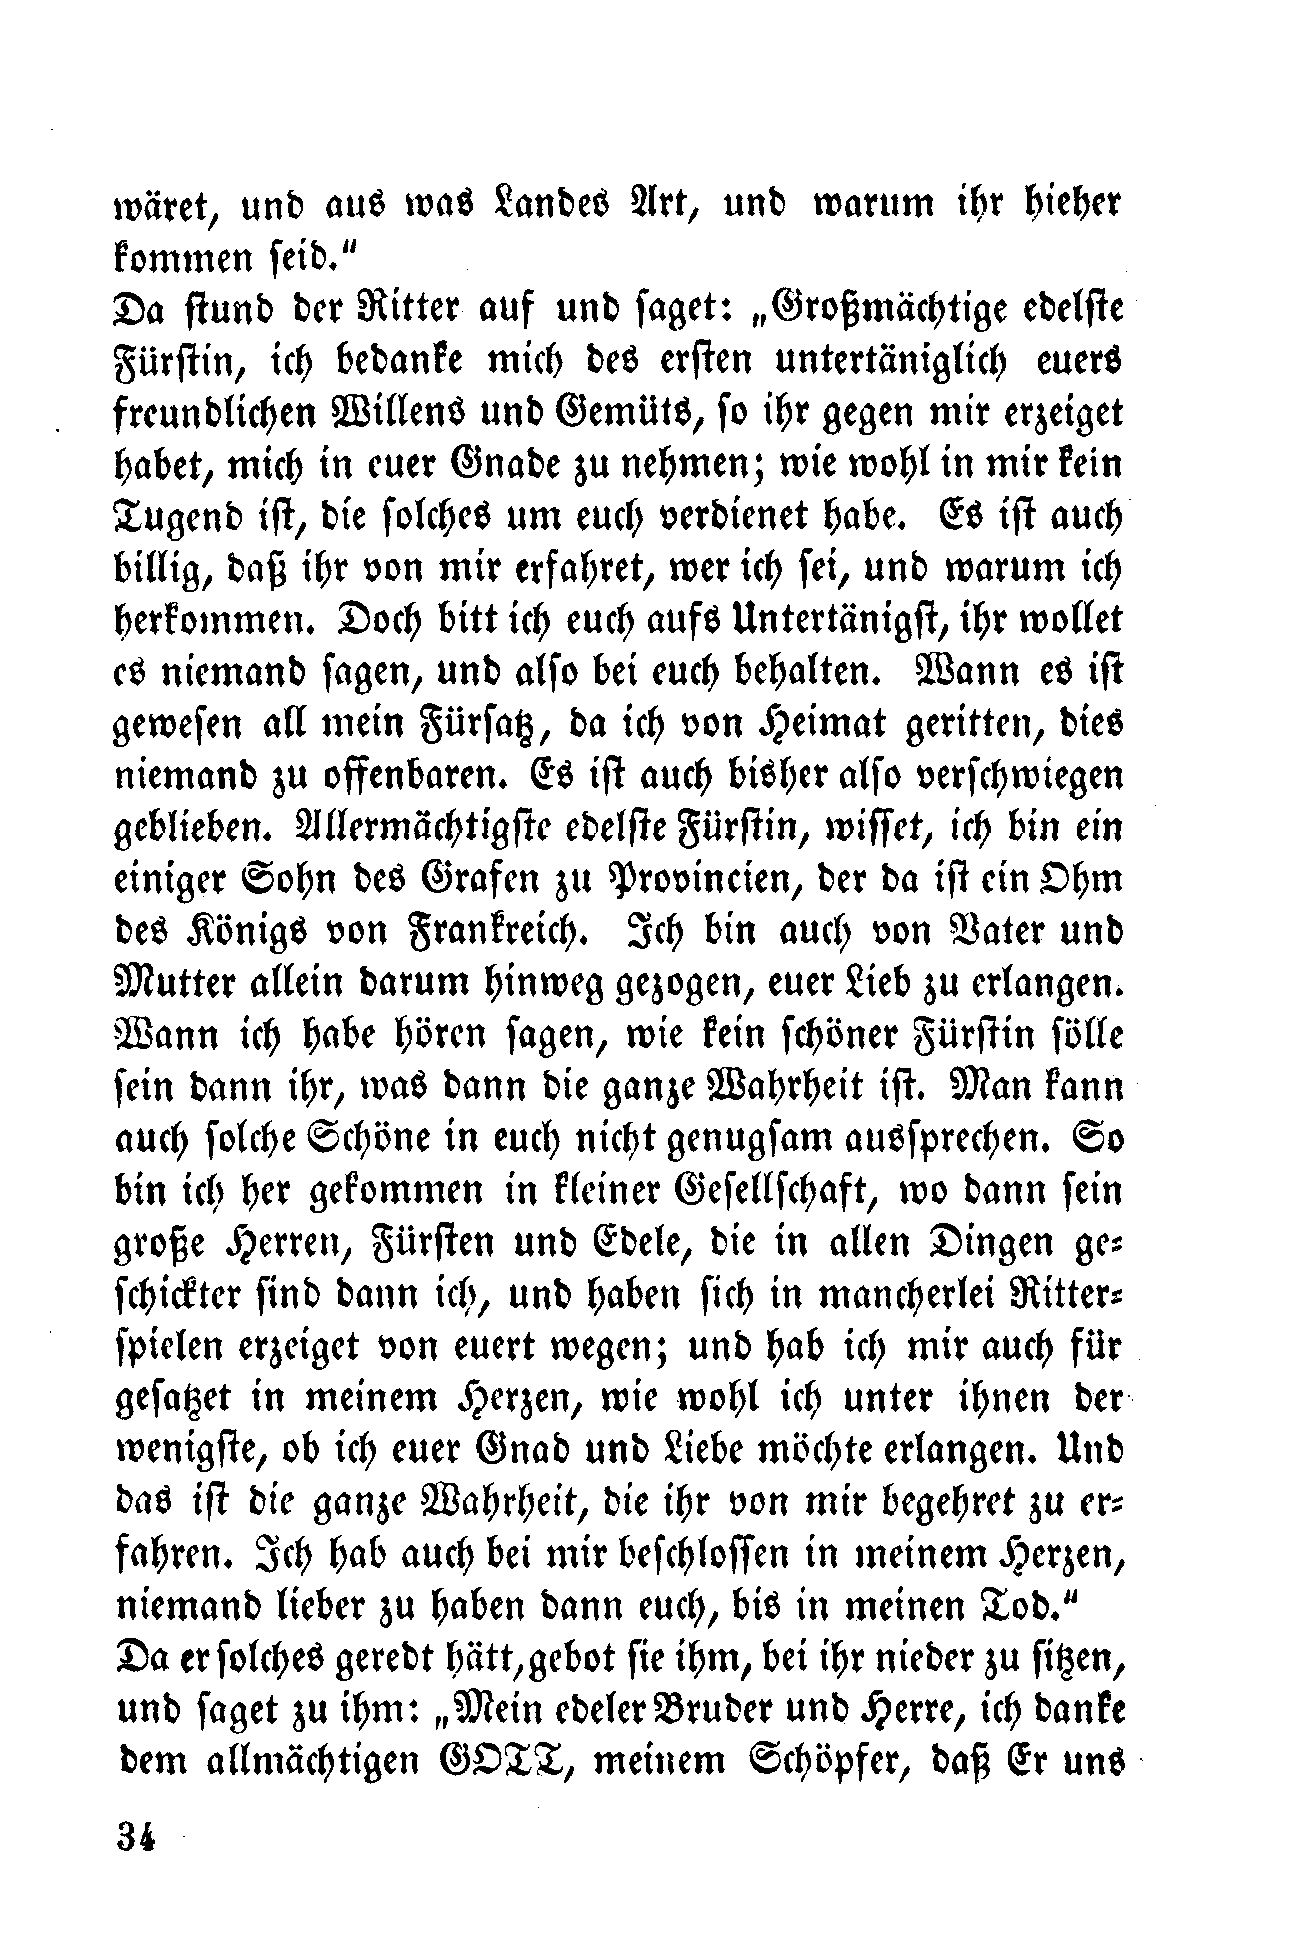 wäret, und aus was Landes Art, und warum ihr hieher
kommen seid.“
Da stund der Ritter auf und saget: „Großmächtige edelste
Fürstin, ich bedanke mich des ersten untertäniglich euers
freundlichen Willens und Gemüts, so ihr gegen mir erzeiget
habet, mich in euer Gnade zu nehmen; wie wohl in mir kein
Tugend ist, die solches um euch verdienet habe. Es ist auch
billig, daß ihr von mir erfahret, wer ich sei, und warum ich
herkommen. Doch bitt ich euch aufs Untertänigst, ihr wollet
es niemand sagen, und also bei euch behalten. Wann es ist
gewesen all mein Fürsatz, da ich von Heimat geritten, dies
niemand zu offenbaren. Es ist auch bisher also verschwiegen
geblieben. Allermächtigste edelste Fürstin, wisset, ich bin ein
einiger Sohn des Grafen zu Provincien, der da ist ein Ohm
des Königs von Frankreich. Ich bin auch von Vater und
Mutter allein darum hinweg gezogen, euer Lieb zu erlangen.
Wann ich habe hören sagen, wie kein schöner Fürstin sölle
sein dann ihr, was dann die ganze Wahrheit ist. Man kann
auch solche Schöne in euch nicht genugsam aussprechen. So
bin ich her gekommen in kleiner Gesellschaft, wo dann sein
große Herren, Fürsten und Edele, die in allen Dingen ge-
schickter sind dann ich, und haben sich in mancherlei Ritter-
spielen erzeiget von euert wegen; und hab ich mir auch für
gesatzet in meinem Herzen, wie wohl ich unter ihnen der
wenigste, ob ich euer Gnad und Liebe möchte erlangen. Und
das ist die ganze Wahrheit, die ihr von mir begehret zu er-
fahren. Ich hab auch bei mir beschlossen in meinem Herzen,
niemand lieber zu haben dann euch, bis in meinen Tod.“
Da er solches geredt hätt, gebot sie ihm, bei ihr nieder zu sitzen,
und saget zu ihm: „Mein edeler Bruder und Herre, ich danke
dem allmächtigen GOTT, meinem Schöpfer, daß Er uns
34